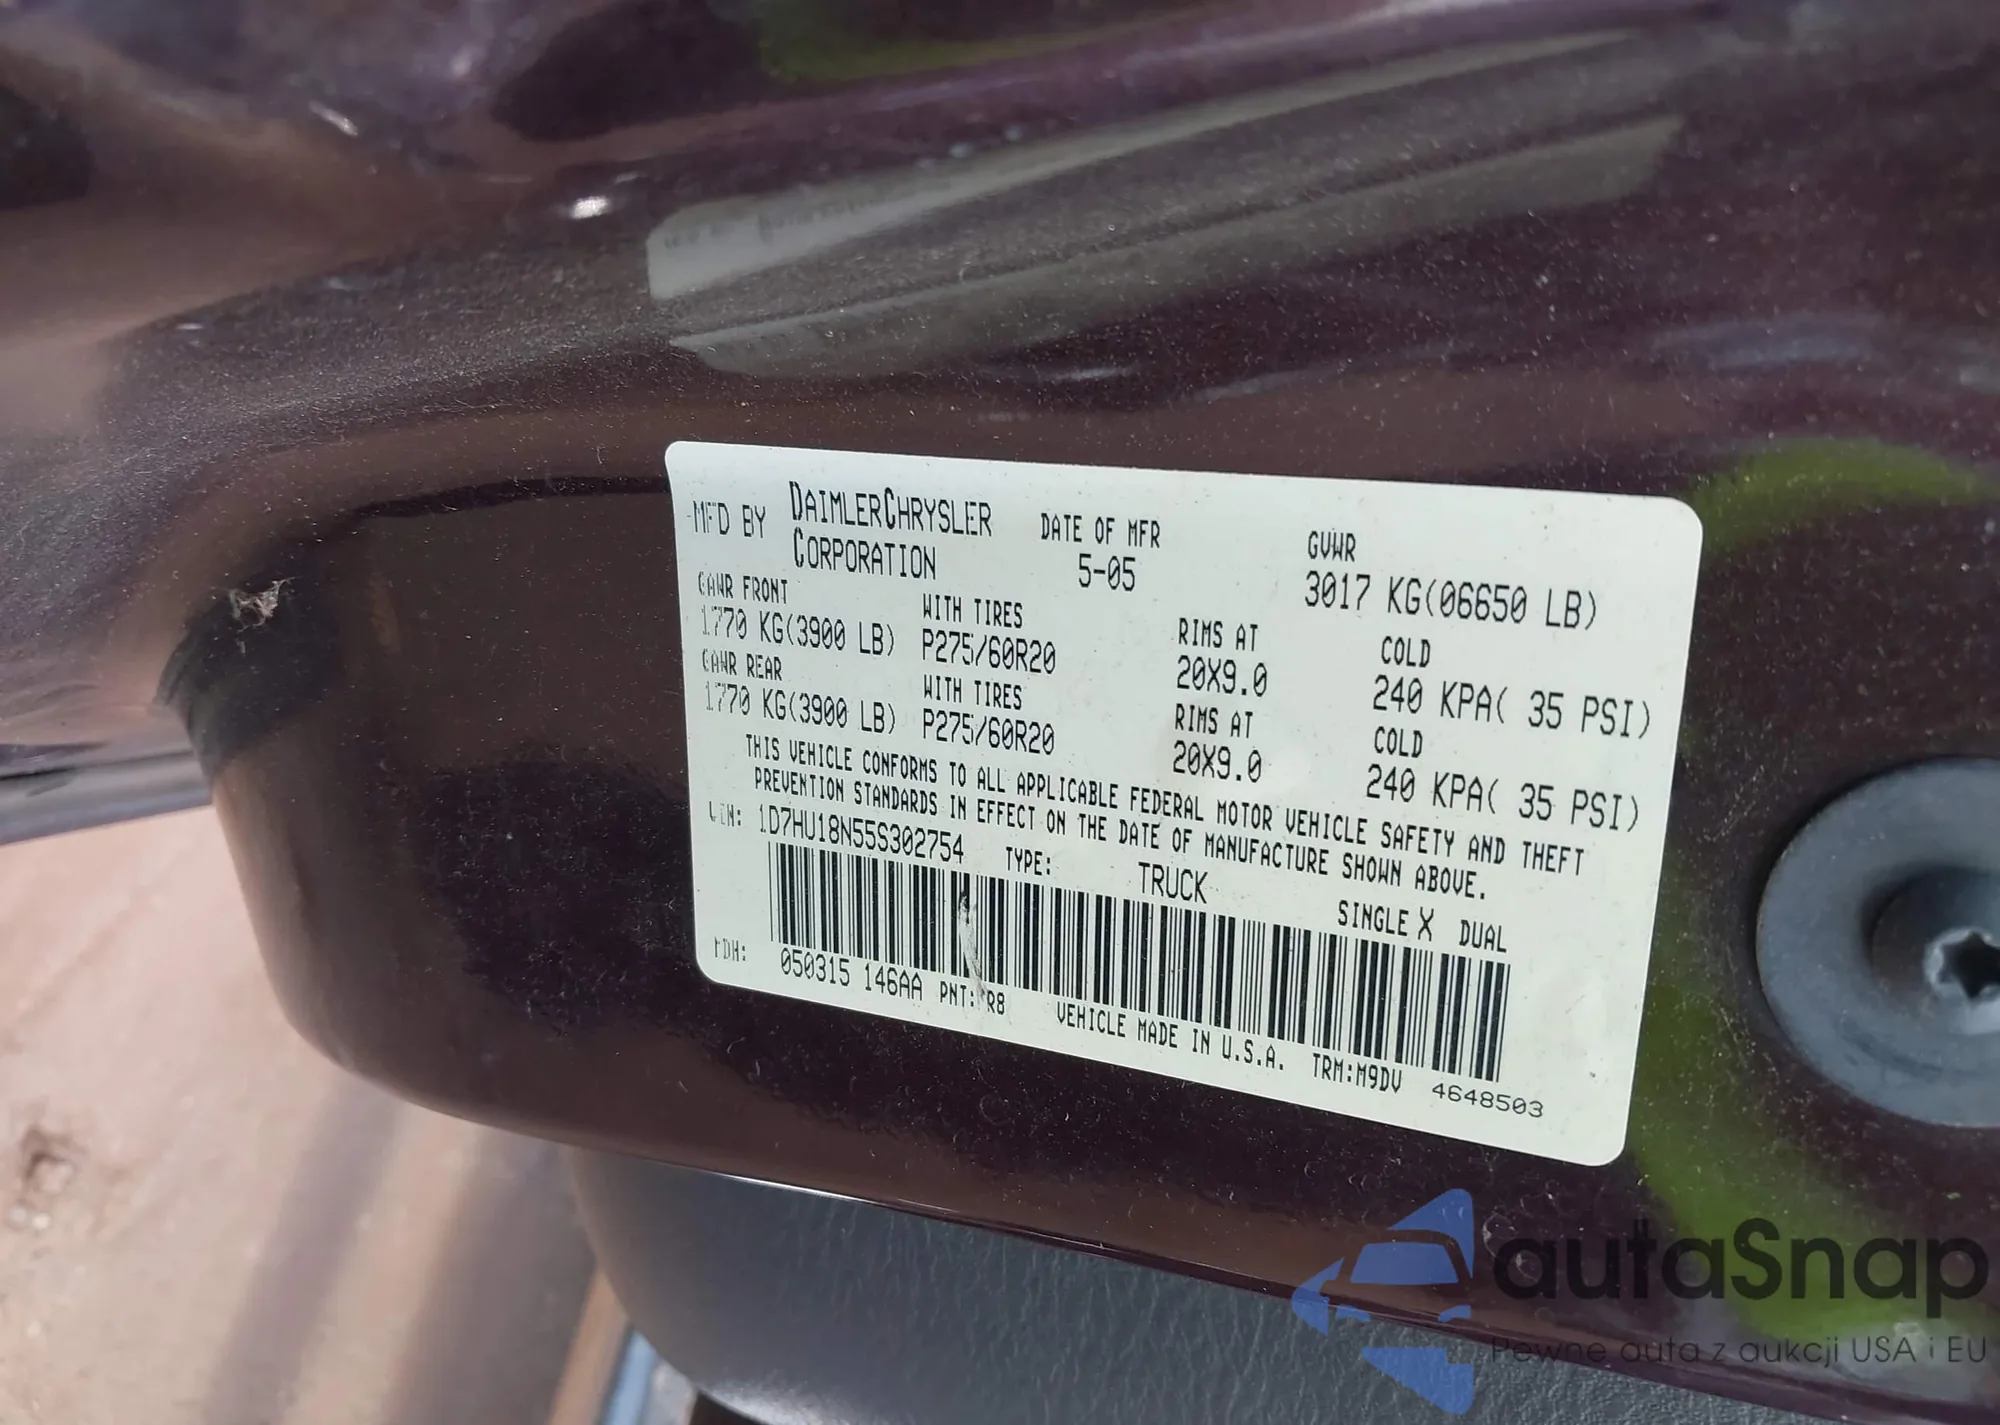 MFD BY DAIMLERCHRYSLER CORPORATION
DATE OF MFR 5-05
GVWR 3017 KG(06650 LB)
GAWR FRONT WITH TIRES RIMS AT COLD
1770 KG(3900 LB) P275/60R20 20X9.0 240 KPA( 35 PSI)
GAWR REAR WITH TIRES RIMS AT COLD
1770 KG(3900 LB) P275/60R20 20X9.0 240 KPA( 35 PSI)
THIS VEHICLE CONFORMS TO ALL APPLICABLE FEDERAL MOTOR VEHICLE SAFETY AND THEFT
PREVENTION STANDARDS IN EFFECT ON THE DATE OF MANUFACTURE SHOWN ABOVE.
VIN: 1D7HU18N55S302754 TYPE: TRUCK SINGLE X DUAL
MDH: 050315 146AA PNT: PR8 VEHICLE MADE IN U.S.A. TRM:M9DV 4648503
autaSnap
Pewne auta z aukcji USA i EU